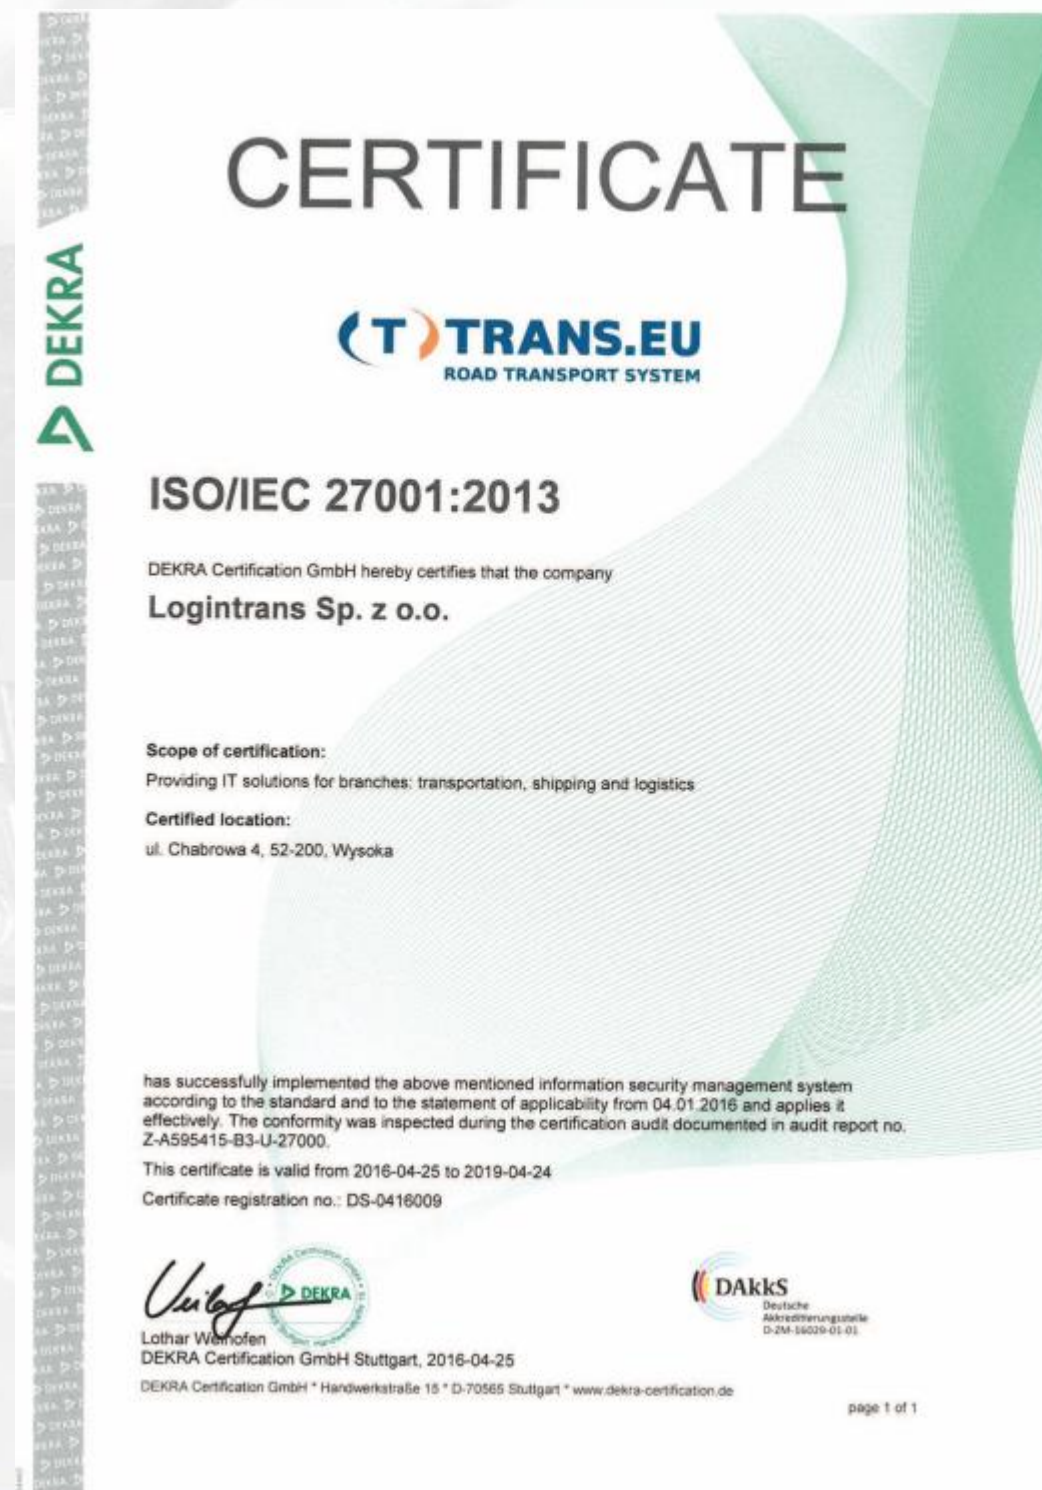 CERTIFICATE
DEKRA
(T) TRANS.EU
ROAD TRANSPORT SYSTEM
ISO/IEC 27001:2013
DEKRA Certification GmbH hereby certifies that the company
Logintrans Sp. z o.o.
Scope of certification:
Providing IT solutions for branches: transportation, shipping and logistics
Certified location:
ul. Chabrowa 4, 52-200, Wysoka
has successfully implemented the above mentioned information security management system
according to the standard and to the statement of applicability from 04.01.2016 and applies it
effectively. The conformity was inspected during the certification audit documented in audit report no.
Z-A595415-B3-U-27000.
This certificate is valid from 2016-04-25 to 2019-04-24
Certificate registration no.: DS-0416009
DEKRA
DAkkS
Deutsche
Akkreditierungsstelle
D-ZM-16029-01-01
Lothar Weihofen
DEKRA Certification GmbH Stuttgart, 2016-04-25
DEKRA Certification GmbH * Handwerkstraße 15 * D-70565 Stuttgart * www.dekra-certification.de
page 1 of 1